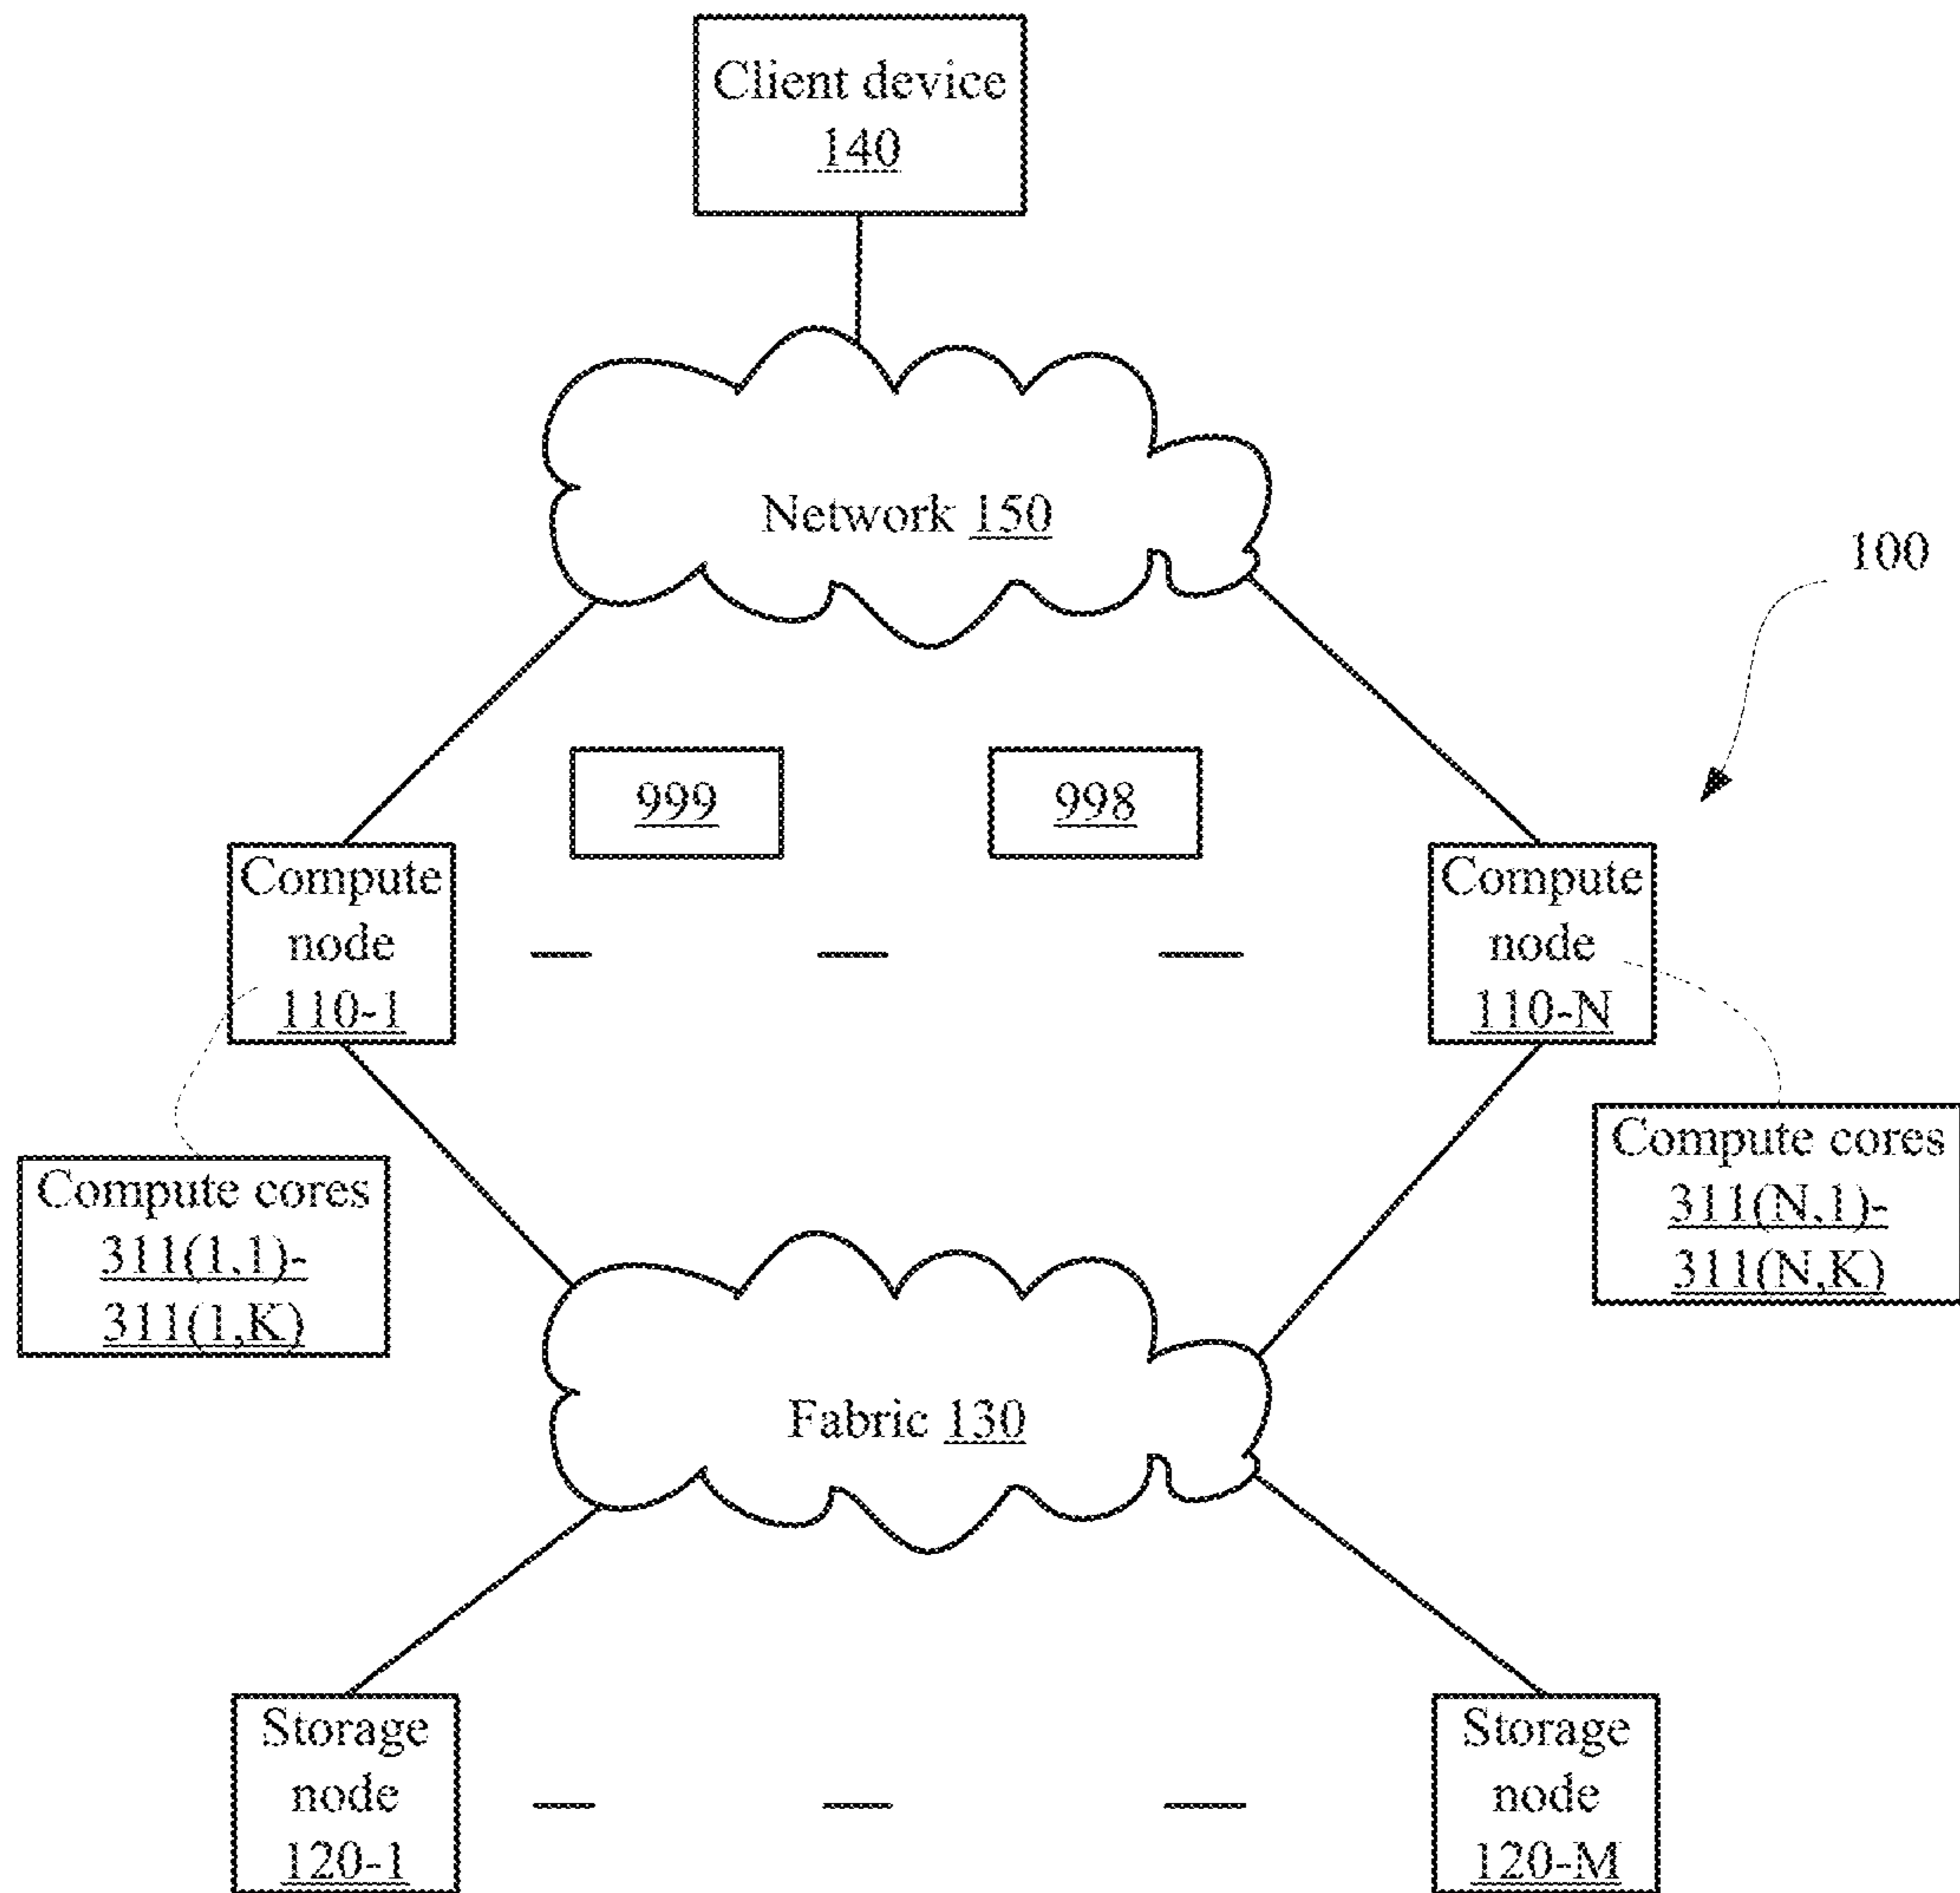 Client device
140
Network 150
100
999
998
Compute
node
110-1
Compute
node
110-N
Compute cores
311(1,1)-
311(1,K)
Compute cores
311(N,1)-
311(N,K)
Fabric 130
Storage
node
120-1
Storage
node
120-M